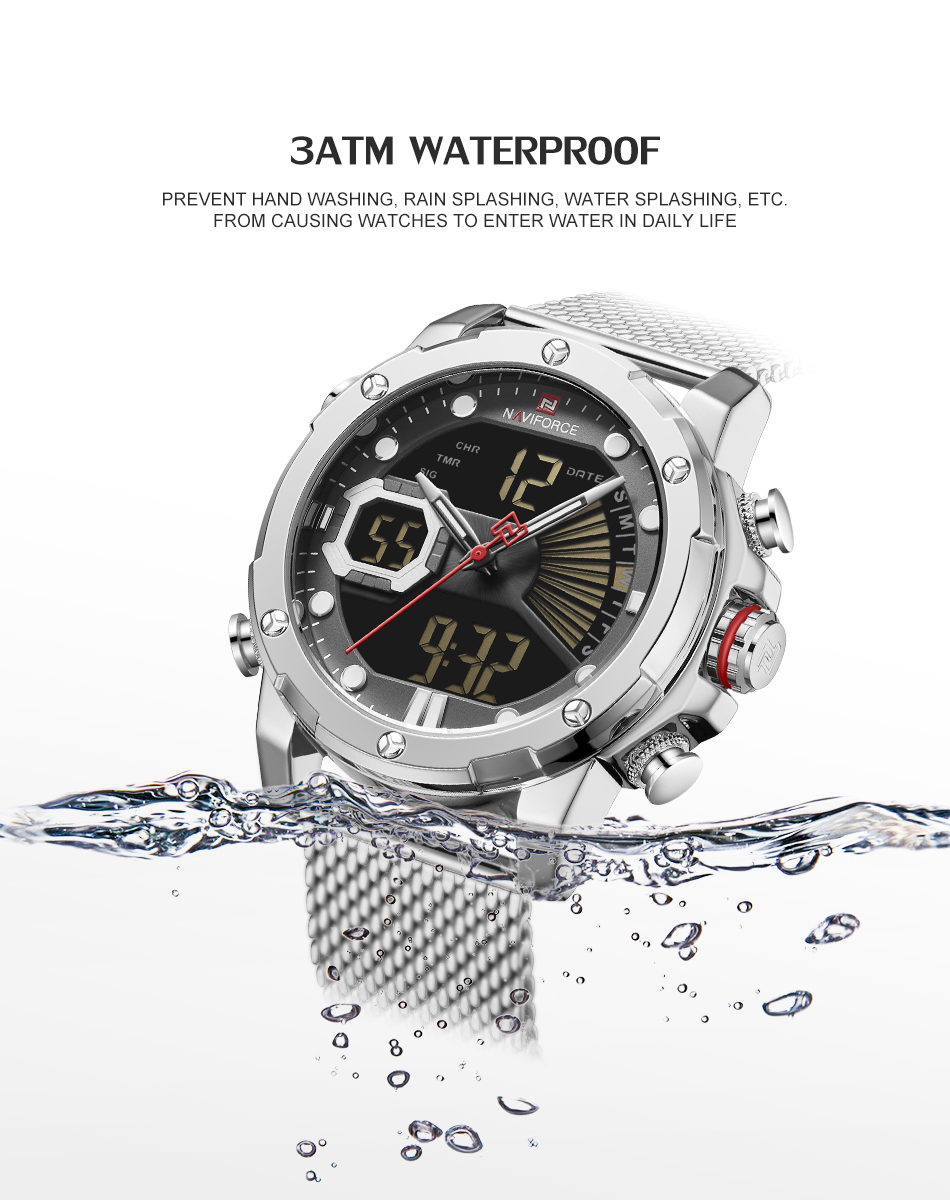 3ATM WATERPROOF
PREVENT HAND WASHING, RAIN SPLASHING, WATER SPLASHING, ETC.
FROM CAUSING WATCHES TO ENTER WATER IN DAILY LIFE
NAVIFORCE
CHR
TMR
SIG
12
DATE
S|M|T|W|T|F|S
55
9:32